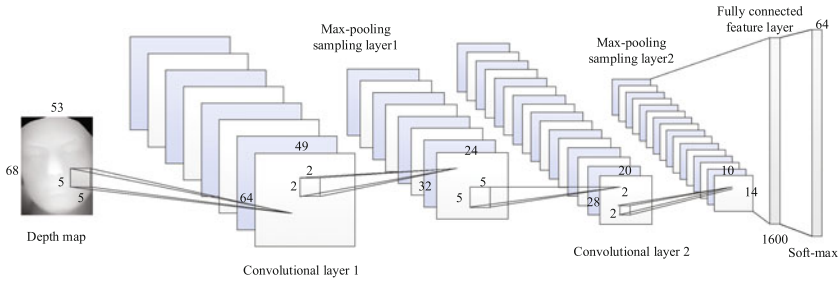 53
68
5
5
Depth map
49
64
2
2
Convolutional layer 1
Max-pooling
sampling layer1
24
32
5
5
20
28
2
2
Convolutional layer 2
Max-pooling
sampling layer2
10
14
Fully connected
feature layer
1600
64
Soft-max